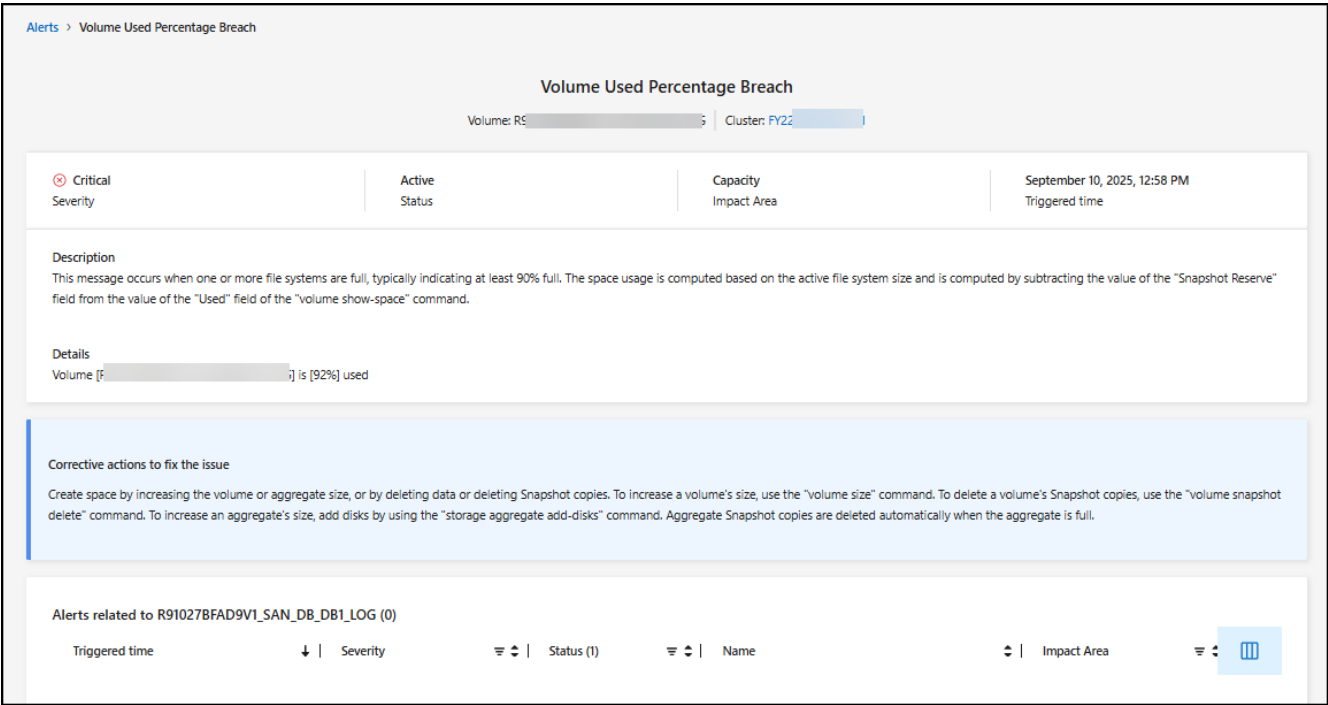 Alerts > Volume Used Percentage Breach
Volume Used Percentage Breach
Volume: Cluster:
Critical Active Capacity September 10, 2025, 12:58 PM
Severity Status Impact Area Triggered time
Description
This message occurs when one or more file systems are full, typically indicating at least 90% full. The space usage is computed based on the active file system size and is computed by subtracting the value of the "Snapshot Reserve"
field from the value of the "Used" field of the "volume show-space" command.
Details
Volume is [92%] used
Corrective actions to fix the issue
Create space by increasing the volume or aggregate size, or by deleting data or deleting Snapshot copies. To increase a volume's size, use the "volume size" command. To delete a volume's Snapshot copies, use the "volume snapshot
delete" command. To increase an aggregate's size, add disks by using the "storage aggregate add-disks" command. Aggregate Snapshot copies are deleted automatically when the aggregate is full.
Alerts related to R91027BFAD9V1_SAN_DB_DB1_LOG (0)
Triggered time Severity Status (1) Name Impact Area